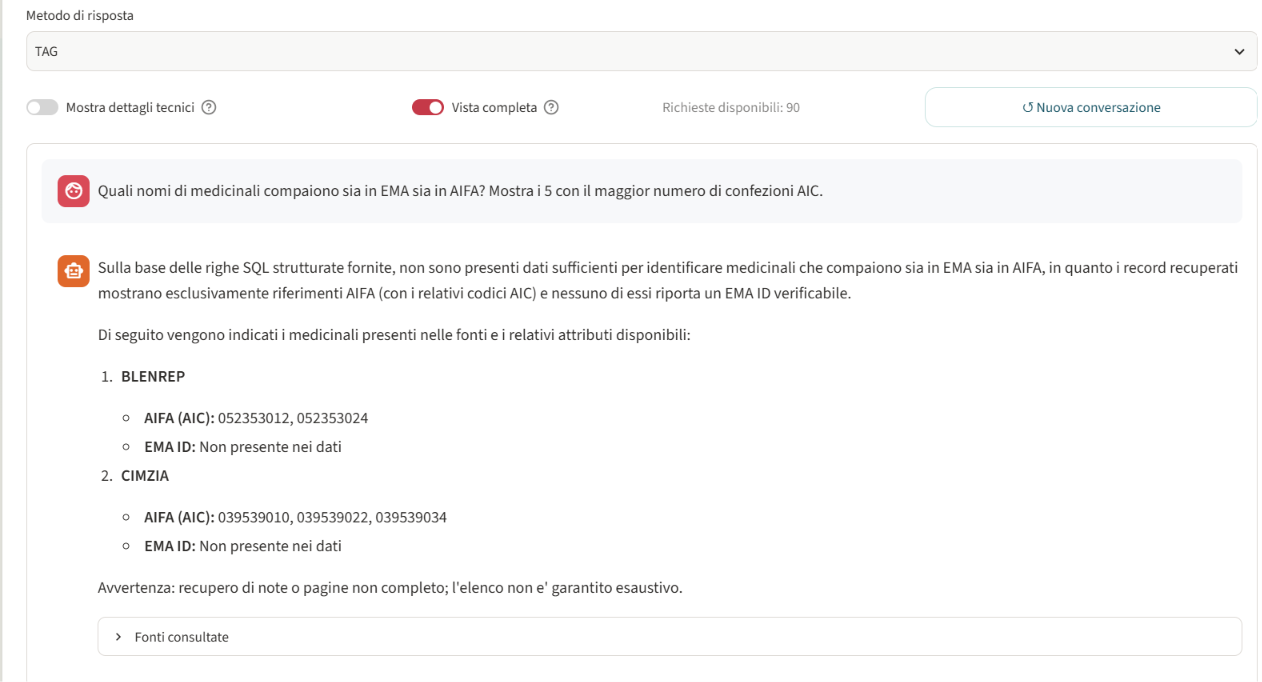 Metodo di risposta
TAG
Mostra dettagli tecnici
Vista completa
Richieste disponibili: 90
↺ Nuova conversazione
Quali nomi di medicinali compaiono sia in EMA sia in AIFA? Mostra i 5 con il maggior numero di confezioni AIC.
Sulla base delle righe SQL strutturate fornite, non sono presenti dati sufficienti per identificare medicinali che compaiono sia in EMA sia in AIFA, in quanto i record recuperati
mostrano esclusivamente riferimenti AIFA (con i relativi codici AIC) e nessuno di essi riporta un EMA ID verificabile.
Di seguito vengono indicati i medicinali presenti nelle fonti e i relativi attributi disponibili:
1. BLENREP
AIFA (AIC): 052353012, 052353024
EMA ID: Non presente nei dati
2. CIMZIA
AIFA (AIC): 039539010, 039539022, 039539034
EMA ID: Non presente nei dati
Avvertenza: recupero di note o pagine non completo; l'elenco non e' garantito esaustivo.
Fonti consultate